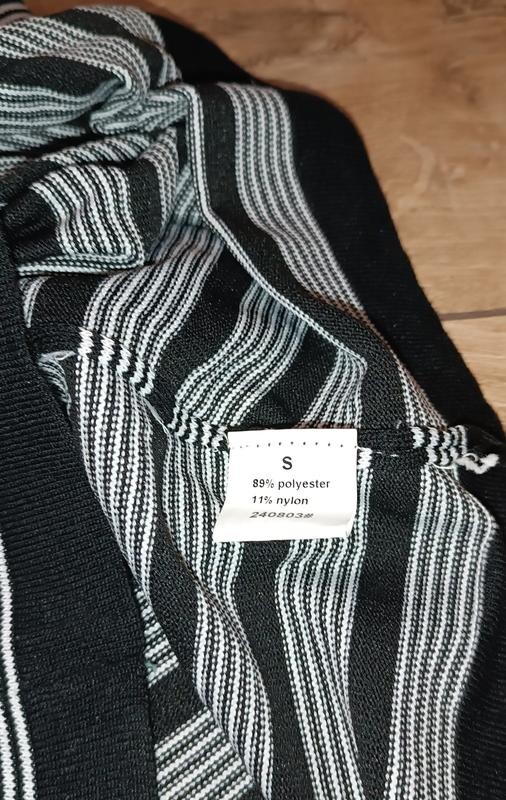 S
89% polyester
11% nylon
240803#